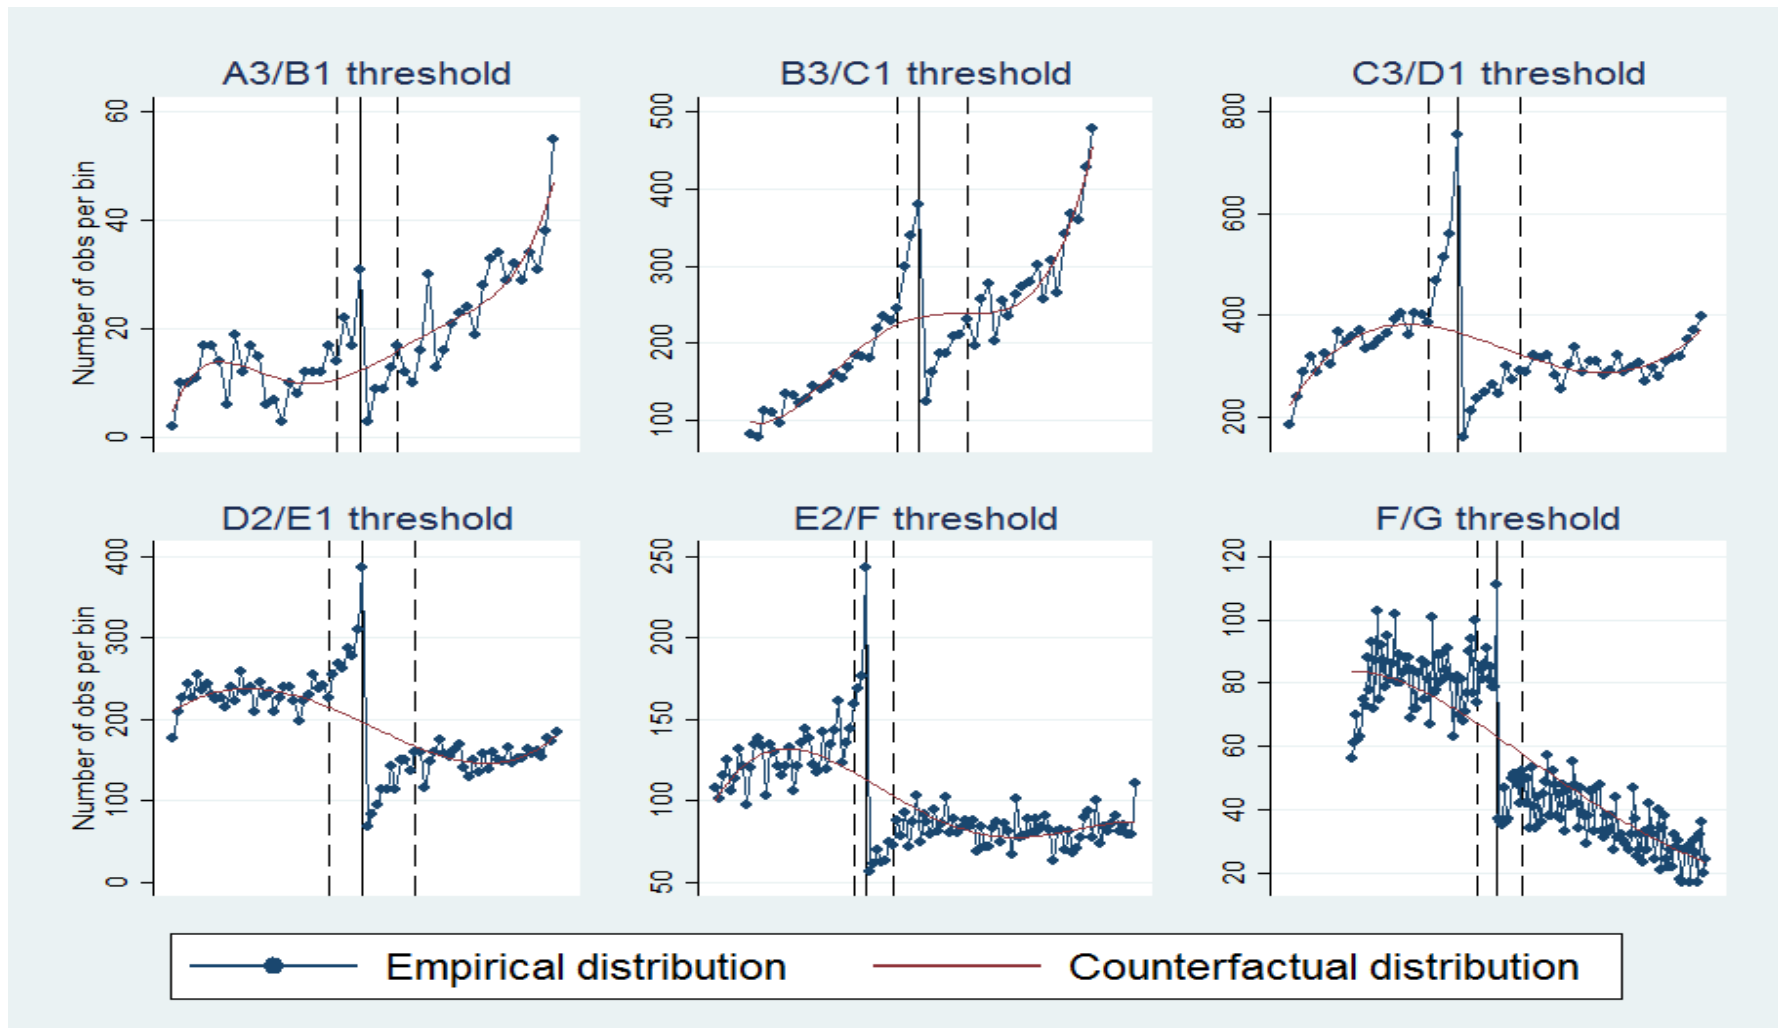 A3/B1 threshold
B3/C1 threshold
C3/D1 threshold
Number of obs per bin
60
40
20
0
500
400
300
200
100
800
600
400
200
D2/E1 threshold
E2/F threshold
F/G threshold
Number of obs per bin
400
300
200
100
0
250
200
150
100
50
120
100
80
60
40
20
Empirical distribution
Counterfactual distribution